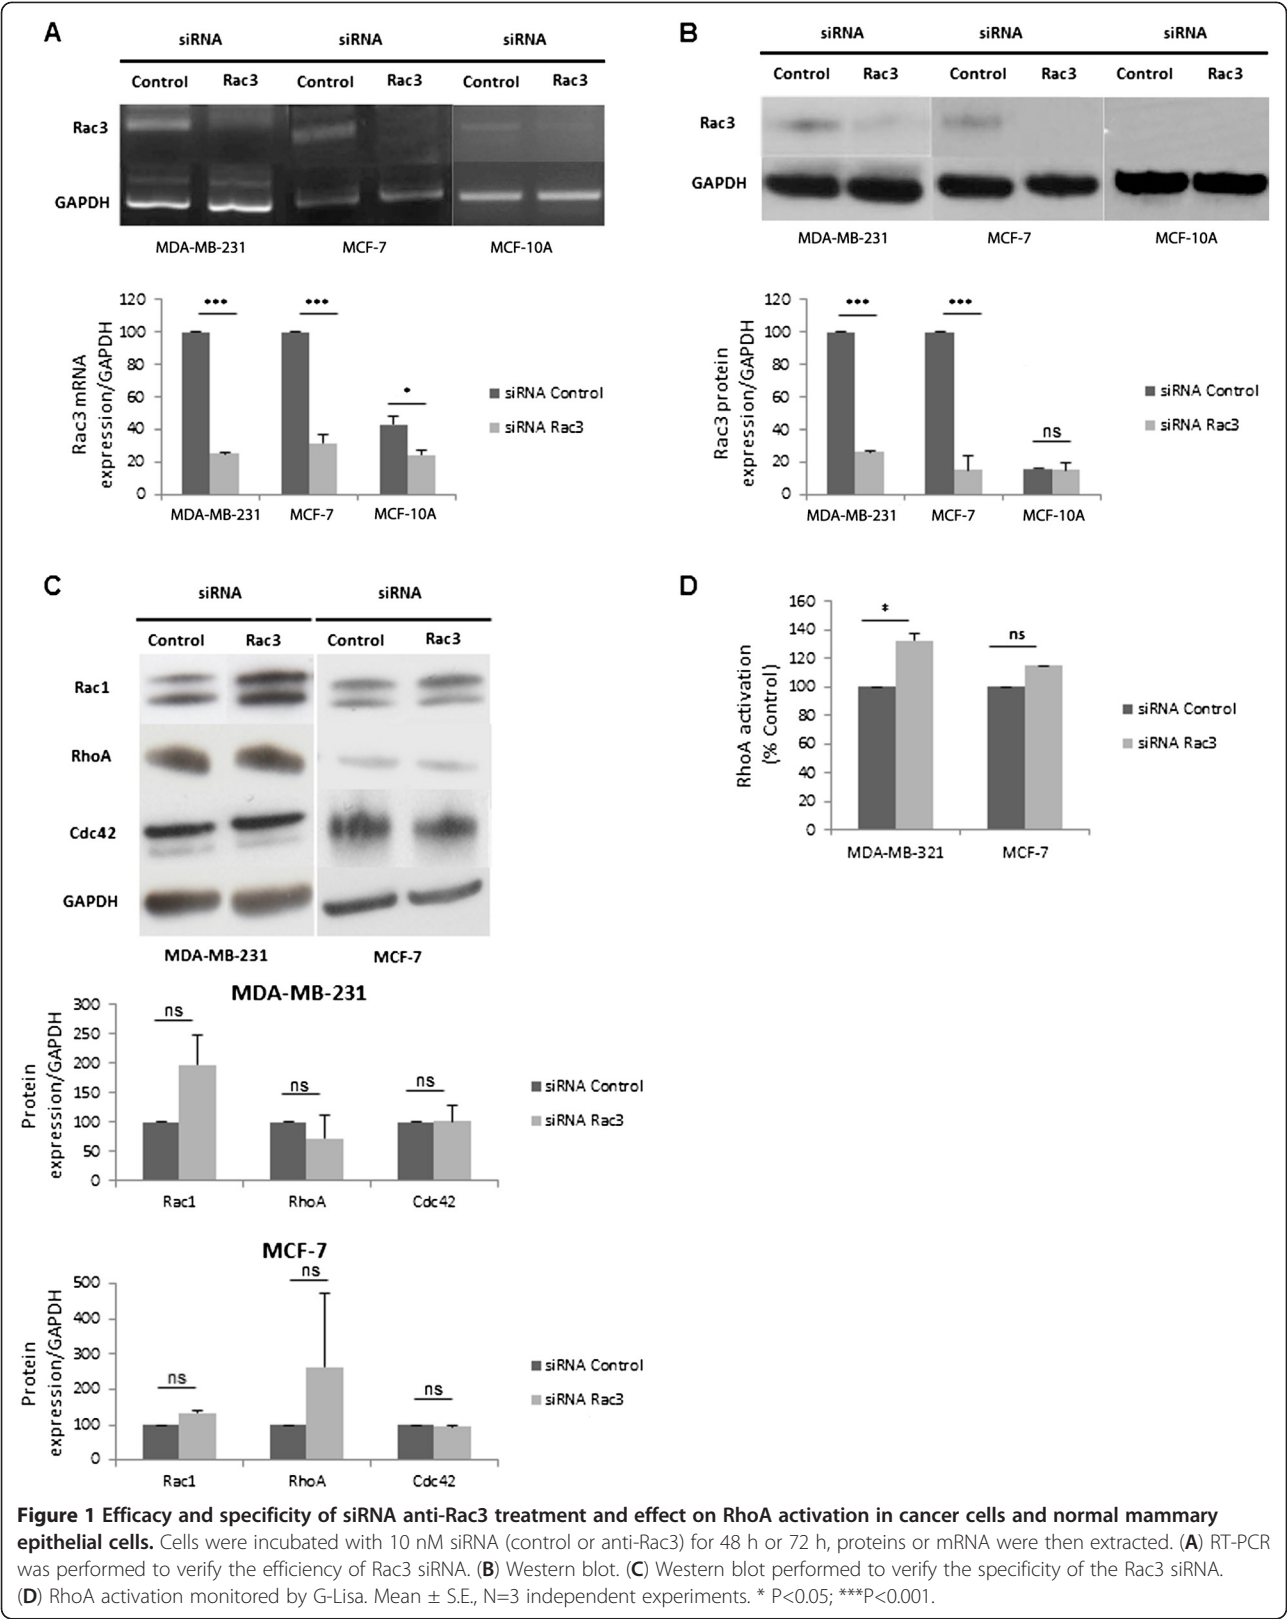 A
siRNA siRNA siRNA
Control Rac3 Control Rac3 Control Rac3
Rac3
GAPDH
MDA-MB-231 MCF-7 MCF-10A
Rac3 mRNA
expression/GAPDH
120
100
80
60
40
20
0
*** *** *
MDA-MB-231 MCF-7 MCF-10A
siRNA Control
siRNA Rac3
B
siRNA siRNA siRNA
Control Rac3 Control Rac3 Control Rac3
Rac3
GAPDH
MDA-MB-231 MCF-7 MCF-10A
Rac3 protein
expression/GAPDH
120
100
80
60
40
20
0
*** *** ns
MDA-MB-231 MCF-7 MCF-10A
siRNA Control
siRNA Rac3
C
siRNA siRNA
Control Rac3 Control Rac3
Rac1
RhoA
Cdc42
GAPDH
MDA-MB-231 MCF-7
MDA-MB-231
Protein
expression/GAPDH
300
250
200
150
100
50
0
ns ns ns
Rac1 RhoA Cdc42
siRNA Control
siRNA Rac3
MCF-7
Protein
expression/GAPDH
500
400
300
200
100
0
ns ns ns
Rac1 RhoA Cdc42
siRNA Control
siRNA Rac3
D
RhoA activation
(% Control)
160
140
120
100
80
60
40
20
0
* ns
MDA-MB-321 MCF-7
siRNA Control
siRNA Rac3
Figure 1 Efficacy and specificity of siRNA anti-Rac3 treatment and effect on RhoA activation in cancer cells and normal mammary
epithelial cells. Cells were incubated with 10 nM siRNA (control or anti-Rac3) for 48 h or 72 h, proteins or mRNA were then extracted. (A) RT-PCR
was performed to verify the efficiency of Rac3 siRNA. (B) Western blot. (C) Western blot performed to verify the specificity of the Rac3 siRNA.
(D) RhoA activation monitored by G-Lisa. Mean ± S.E., N=3 independent experiments. * P<0.05; ***P<0.001.